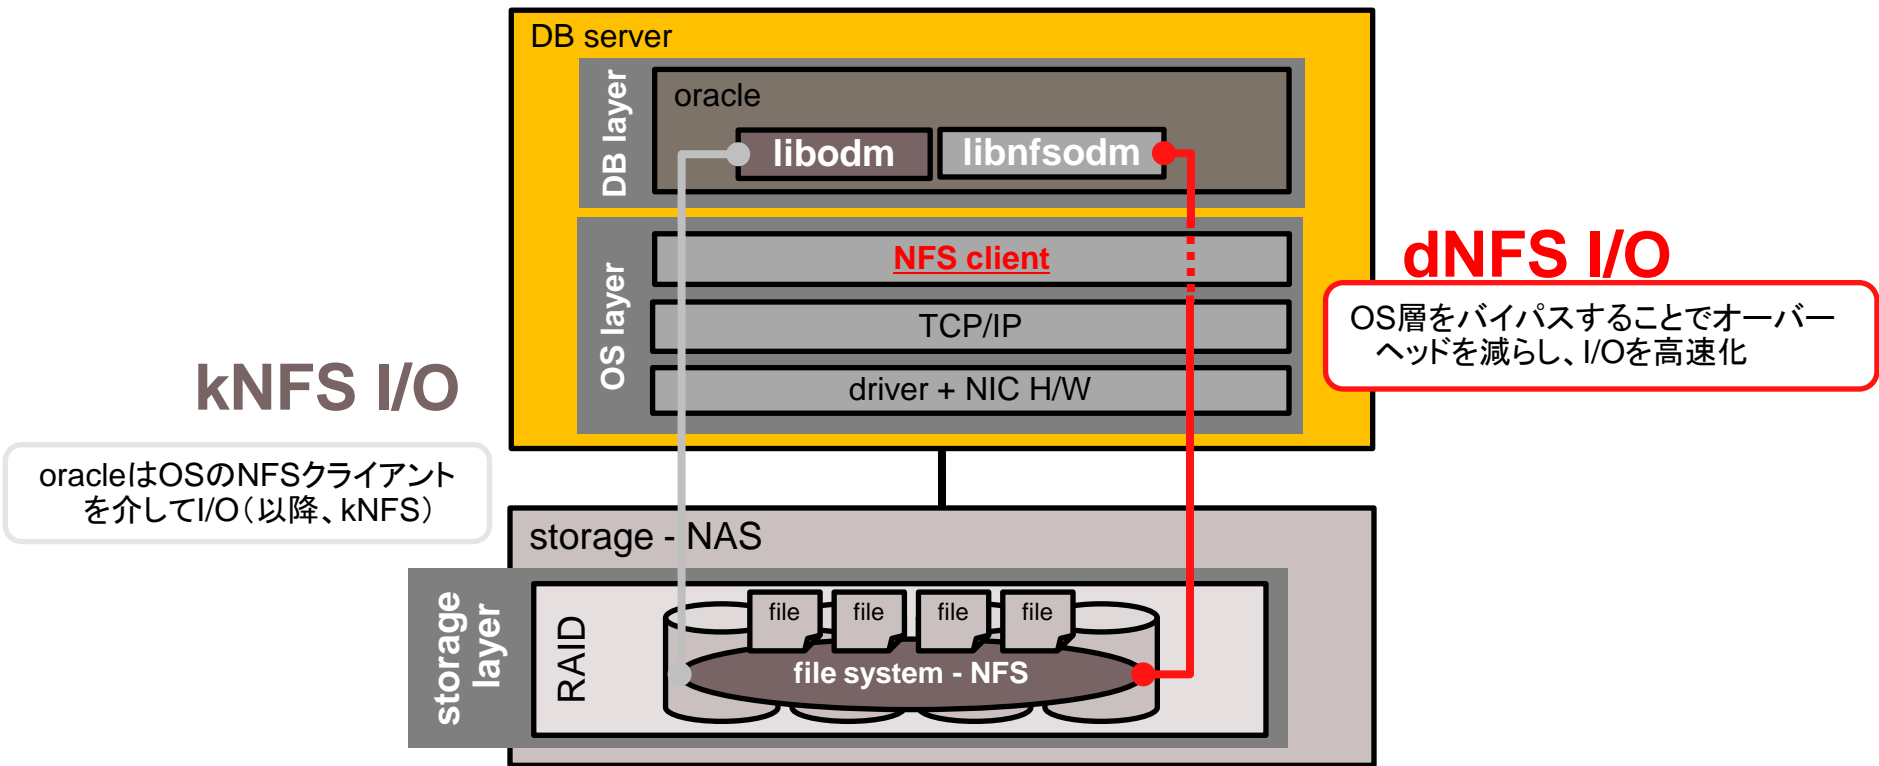 DB server
DB layer
oracle
libodm
libnfsodm
OS layer
NFS client
TCP/IP
driver + NIC H/W
dNFS I/O
OS層をバイパスすることでオーバー
ヘッドを減らし、I/Oを高速化
kNFS I/O
oracleはOSのNFSクライアント
を介してI/O（以降、kNFS）
storage - NAS
storage
layer
RAID
file
file
file
file
file system - NFS